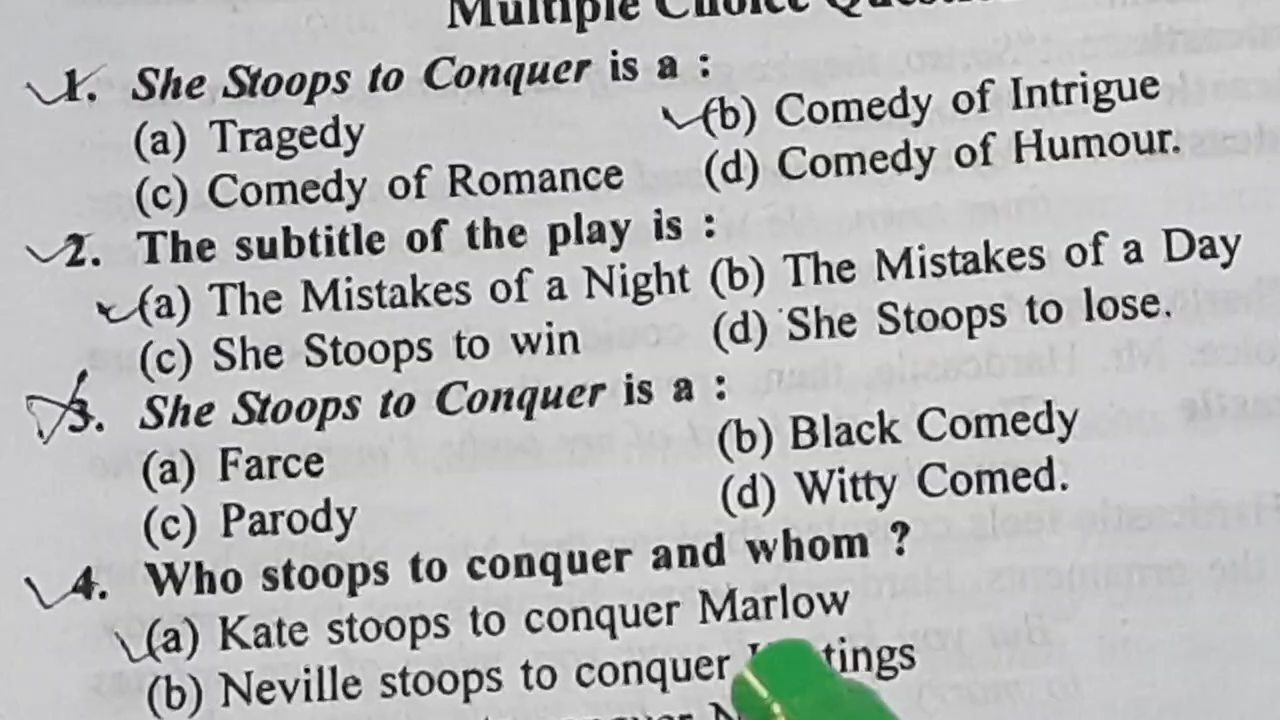 Multiple Choice
1. She Stoops to Conquer is a :
(a) Tragedy (b) Comedy of Intrigue
(c) Comedy of Romance (d) Comedy of Humour.
2. The subtitle of the play is :
(a) The Mistakes of a Night (b) The Mistakes of a Day
(c) She Stoops to win (d) She Stoops to lose.
3. She Stoops to Conquer is a :
(a) Farce (b) Black Comedy
(c) Parody (d) Witty Comed.
4. Who stoops to conquer and whom ?
(a) Kate stoops to conquer Marlow
(b) Neville stoops to conquer